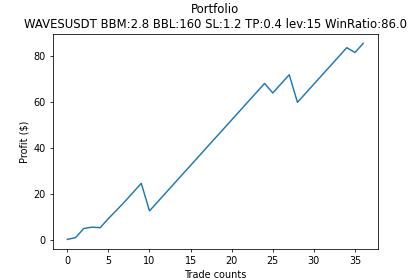 Portfolio
WAVESUSDT BBM:2.8 BBL:160 SL:1.2 TP:0.4 lev:15 WinRatio:86.0
Profit ($)
80
60
40
20
0
0 5 10 15 20 25 30 35
Trade counts